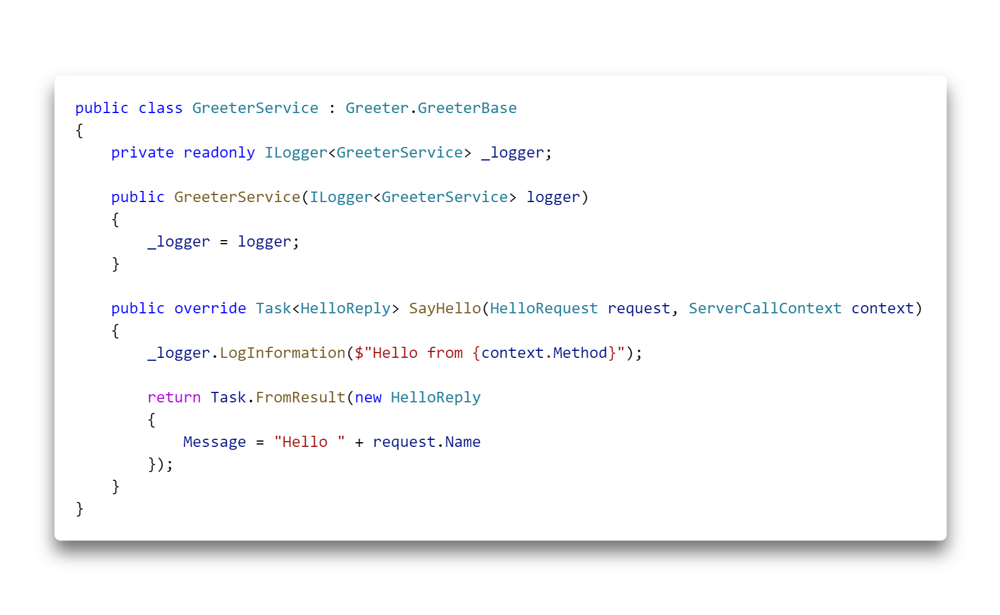 public class GreeterService : Greeter.GreeterBase
{
    private readonly ILogger<GreeterService> _logger;

    public GreeterService(ILogger<GreeterService> logger)
    {
        _logger = logger;
    }

    public override Task<HelloReply> SayHello(HelloRequest request, ServerCallContext context)
    {
        _logger.LogInformation($"Hello from {context.Method}");

        return Task.FromResult(new HelloReply
        {
            Message = "Hello " + request.Name
        });
    }
}